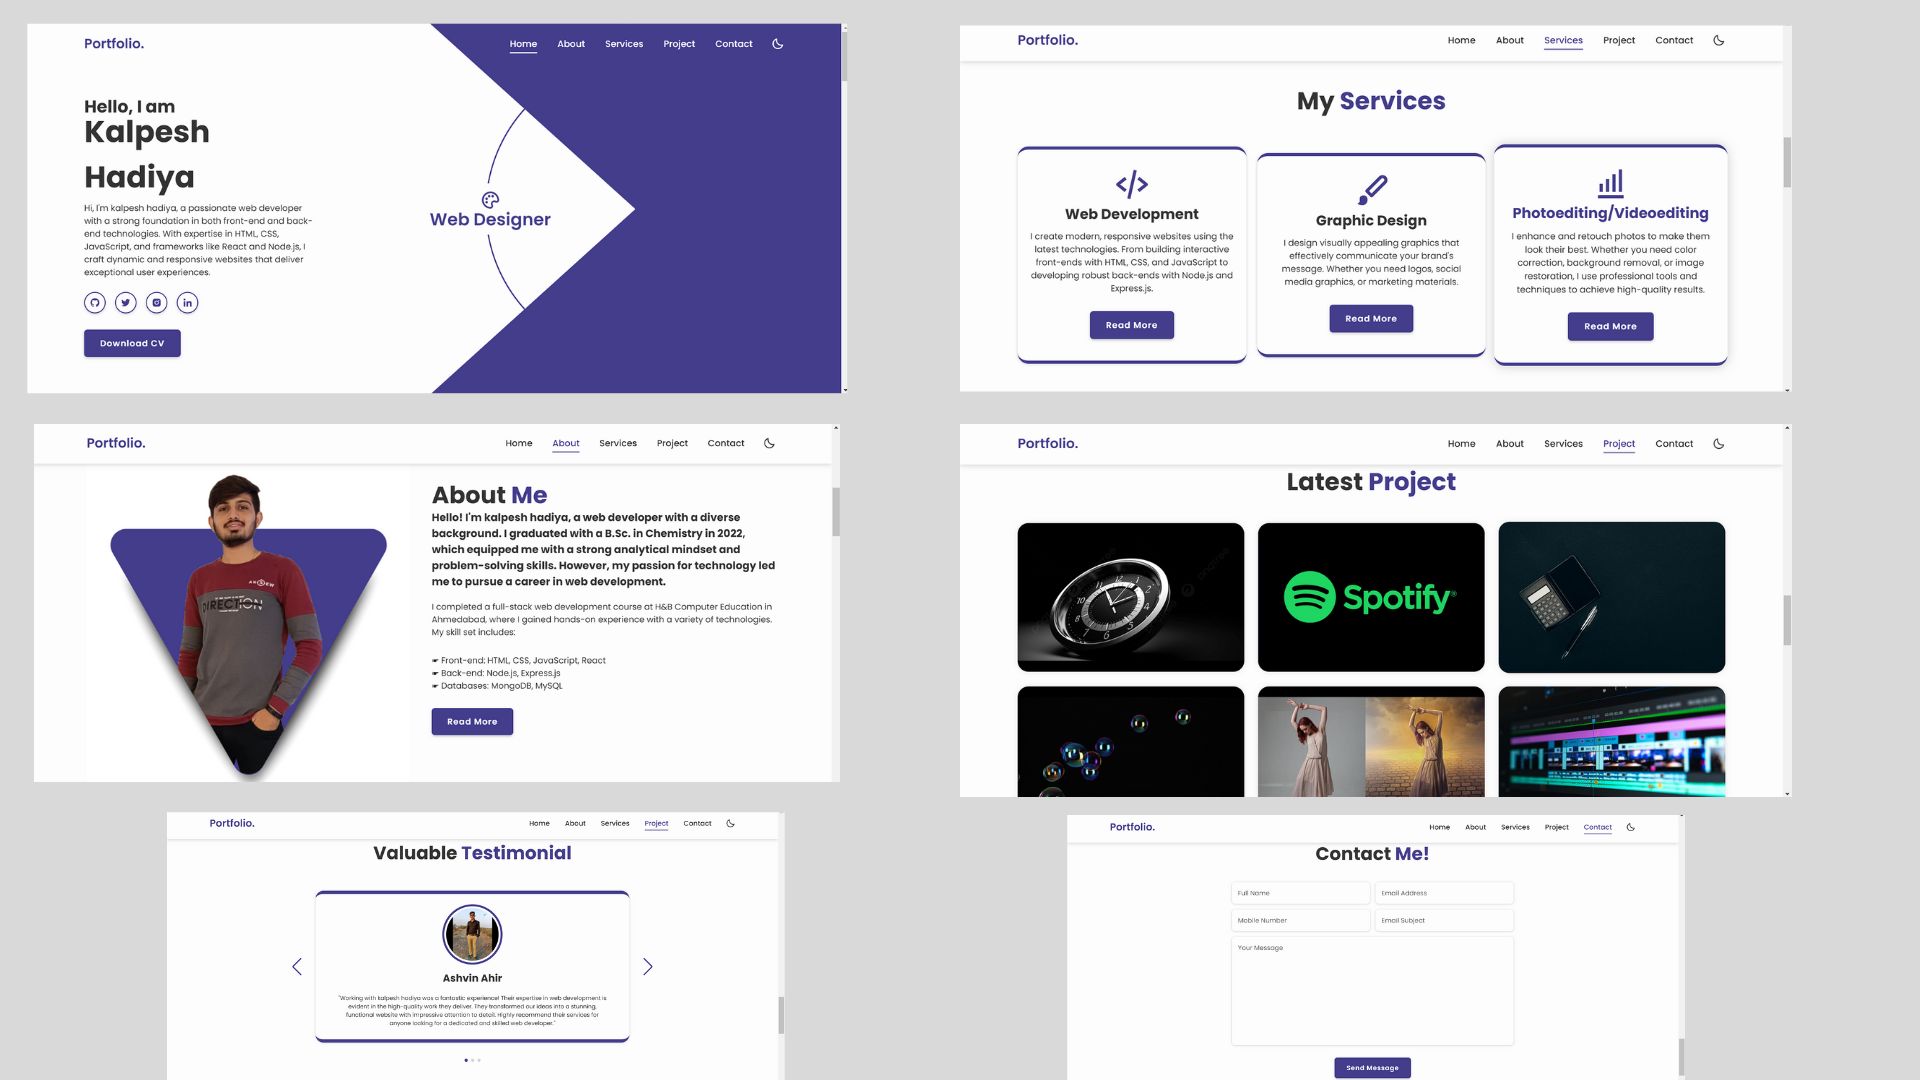 Portfolio.
Home About Services Project Contact
Hello, I am
Kalpesh
Hadiya
Hi, I'm kalpesh hadiya, a passionate web developer
with a strong foundation in both front-end and back-
end technologies. With expertise in HTML, CSS,
JavaScript, and frameworks like React and Node.js, I
craft dynamic and responsive websites that deliver
exceptional user experiences.
Download CV
Web Designer
Portfolio.
Home About Services Project Contact
My Services
Web Development
I create modern, responsive websites using the
latest technologies. From building interactive
front-ends with HTML, CSS, and JavaScript to
developing robust back-ends with Node.js and
Express.js.
Read More
Graphic Design
I design visually appealing graphics that
effectively communicate your brand's
message. Whether you need logos, social
media graphics, or marketing materials.
Read More
Photoediting/Videoediting
I enhance and retouch photos to make them
look their best. Whether you need color
correction, background removal, or image
restoration, I use professional tools and
techniques to achieve high-quality results.
Read More
Portfolio.
Home About Services Project Contact
DIRECTION
About Me
Hello! I'm kalpesh hadiya, a web developer with a diverse
background. I graduated with a B.Sc. in Chemistry in 2022,
which equipped me with a strong analytical mindset and
problem-solving skills. However, my passion for technology led
me to pursue a career in web development.
I completed a full-stack web development course at H&B Computer Education in
Ahmedabad, where I gained hands-on experience with a variety of technologies.
My skill set includes:
☛ Front-end: HTML, CSS, JavaScript, React
☛ Back-end: Node.js, Express.js
☛ Databases: MongoDB, MySQL
Read More
Portfolio.
Home About Services Project Contact
Latest Project
Spotify®
Portfolio.
Home About Services Project Contact
Valuable Testimonial
Ashvin Ahir
"Working with kalpesh hadiya was a fantastic experience! Their expertise in web development is
evident in the high-quality work they deliver. They transformed our ideas into a stunning,
functional website with impressive attention to detail. Highly recommend their services for
anyone looking for a dedicated and skilled web developer."
Portfolio.
Home About Services Project Contact
Contact Me!
Full Name
Email Address
Mobile Number
Email Subject
Your Message
Send Message